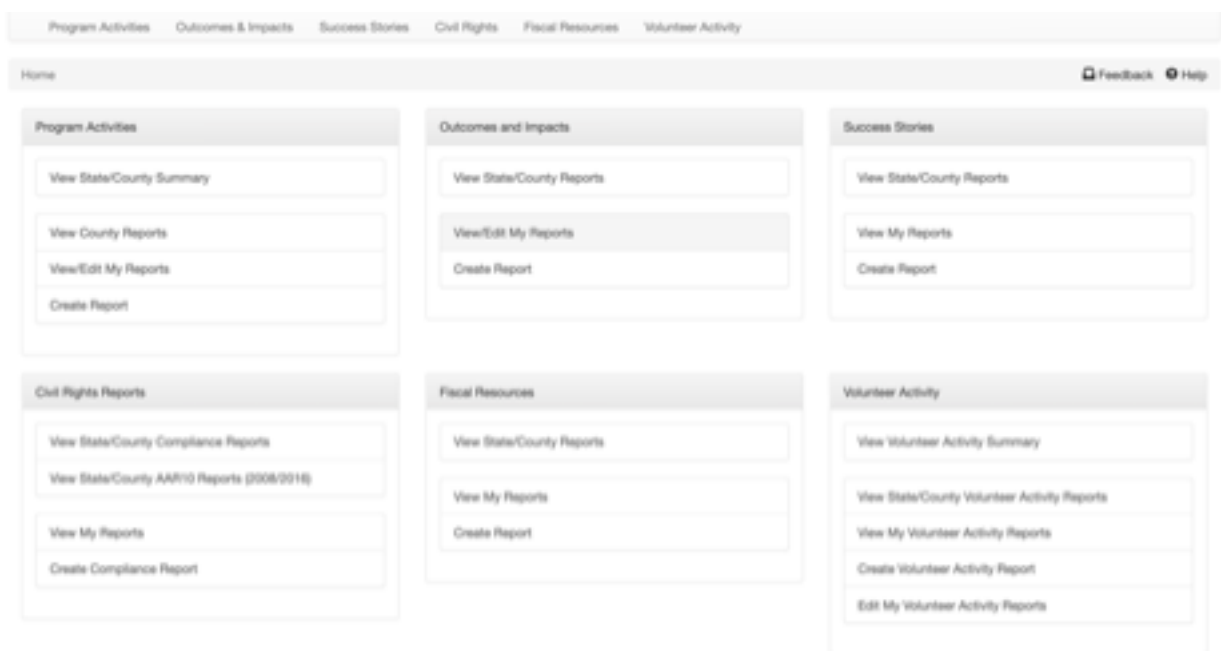 Program Activities Outcomes & Impacts Success Stories Civil Rights Fiscal Resources Volunteer Activity
Home Feedback Help
Program Activities
View State/County Summary
View County Reports
View/Edit My Reports
Create Report
Outcomes and Impacts
View State/County Reports
View/Edit My Reports
Create Report
Success Stories
View State/County Reports
View My Reports
Create Report
Civil Rights Reports
View State/County Compliance Reports
View State/County AAR10 Reports (2008/2016)
View My Reports
Create Compliance Report
Fiscal Resources
View State/County Reports
View My Reports
Create Report
Volunteer Activity
View Volunteer Activity Summary
View State/County Volunteer Activity Reports
View My Volunteer Activity Reports
Create Volunteer Activity Report
Edit My Volunteer Activity Reports